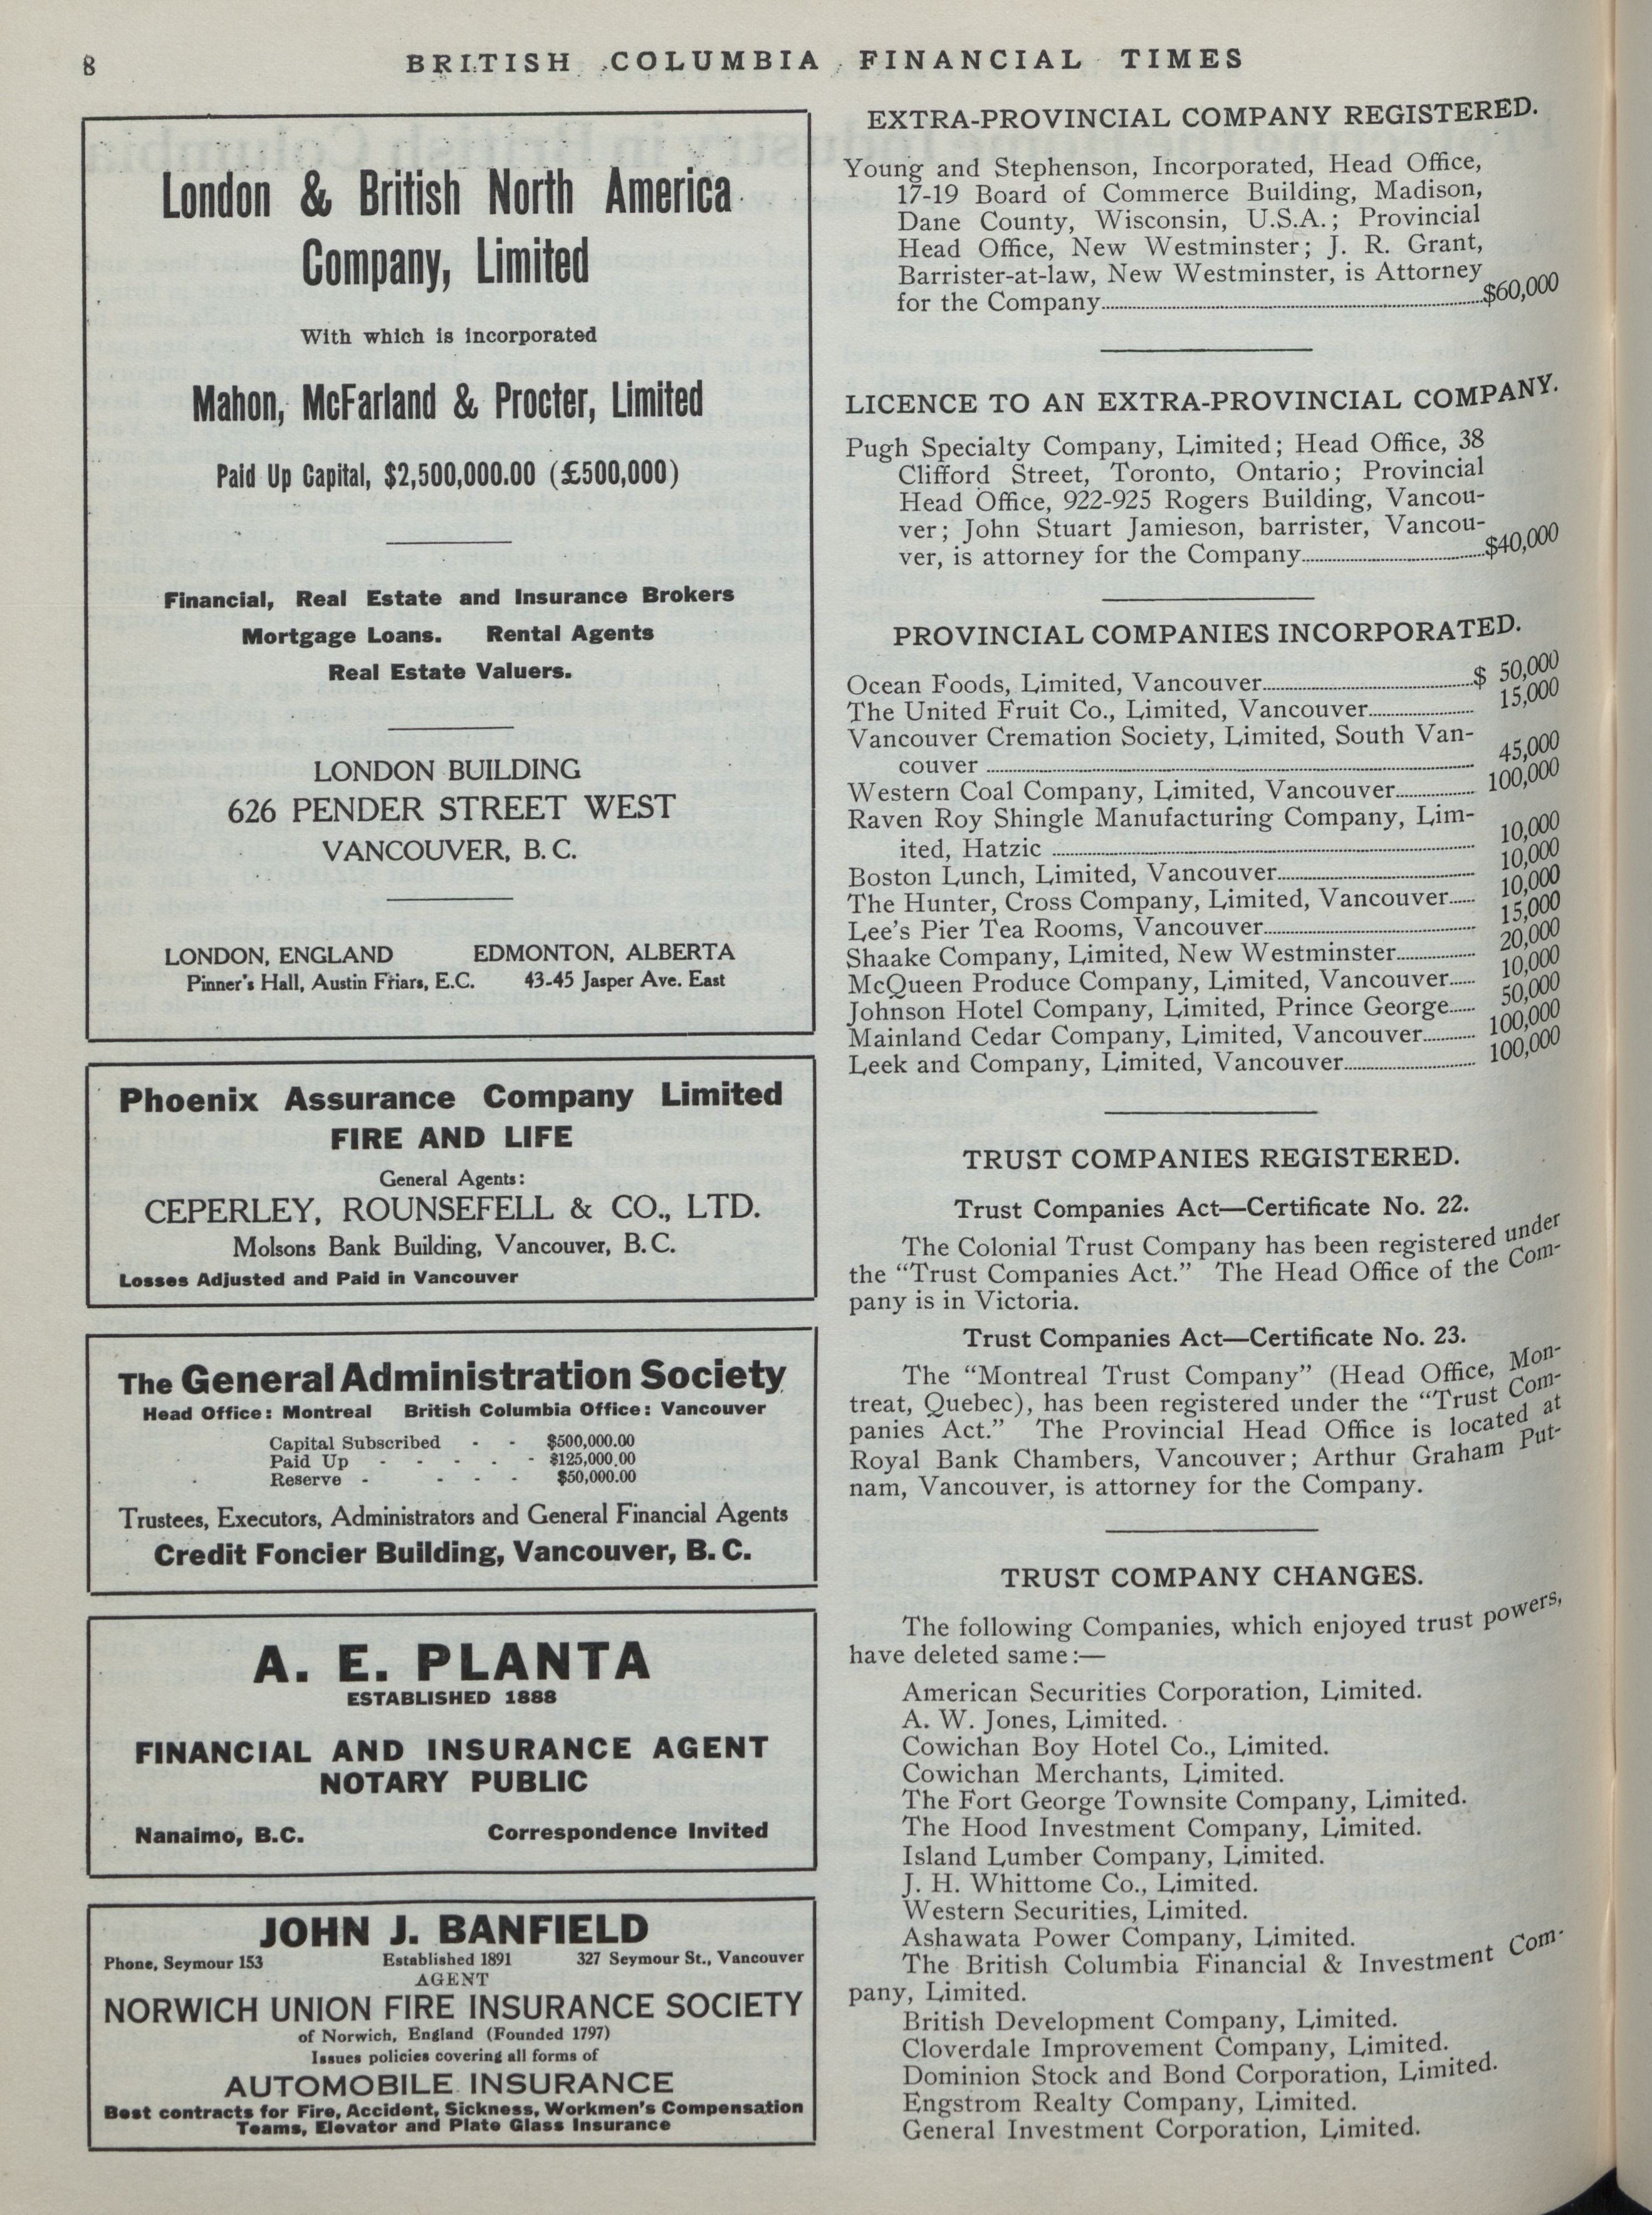 8
BRITISH COLUMBIA FINANCIAL TIMES
London & British North America
Company, Limited
With which is incorporated
Mahon, McFarland & Procter, Limited
Paid Up Capital, $2,500,000.00 (£500,000)
Financial, Real Estate and Insurance Brokers
Mortgage Loans. Rental Agents
Real Estate Valuers.
LONDON BUILDING
626 PENDER STREET WEST
VANCOUVER, B. C.
LONDON, ENGLAND EDMONTON, ALBERTA
Pinner's Hall, Austin Friars, E.C. 43-45 Jasper Ave. East
Phoenix Assurance Company Limited
FIRE AND LIFE
General Agents:
CEPERLEY, ROUNSEFELL & CO., LTD.
Molsons Bank Building, Vancouver, B. C.
Losses Adjusted and Paid in Vancouver
The General Administration Society
Head Office: Montreal British Columbia Office: Vancouver
Capital Subscribed - - $500,000.00
Paid Up - - - - - $125,000.00
Reserve - - - - $50,000.00
Trustees, Executors, Administrators and General Financial Agents
Credit Foncier Building, Vancouver, B. C.
A. E. PLANTA
ESTABLISHED 1888
FINANCIAL AND INSURANCE AGENT
NOTARY PUBLIC
Nanaimo, B.C. Correspondence Invited
JOHN J. BANFIELD
Phone, Seymour 153 Established 1891 327 Seymour St., Vancouver
AGENT
NORWICH UNION FIRE INSURANCE SOCIETY
of Norwich, England (Founded 1797)
Issues policies covering all forms of
AUTOMOBILE INSURANCE
Best contracts for Fire, Accident, Sickness, Workmen's Compensation
Teams, Elevator and Plate Glass Insurance
EXTRA-PROVINCIAL COMPANY REGISTERED.
Young and Stephenson, Incorporated, Head Office,
17-19 Board of Commerce Building, Madison,
Dane County, Wisconsin, U.S.A.; Provincial
Head Office, New Westminster; J. R. Grant,
Barrister-at-law, New Westminster, is Attorney
for the Company.....$60,000
LICENCE TO AN EXTRA-PROVINCIAL COMPANY.
Pugh Specialty Company, Limited; Head Office, 38
Clifford Street, Toronto, Ontario; Provincial
Head Office, 922-925 Rogers Building, Vancou-
ver; John Stuart Jamieson, barrister, Vancou-
ver, is attorney for the Company.....$40,000
PROVINCIAL COMPANIES INCORPORATED.
Ocean Foods, Limited, Vancouver.....$ 50,000
The United Fruit Co., Limited, Vancouver..... 15,000
Vancouver Cremation Society, Limited, South Van-
couver ..... 45,000
Western Coal Company, Limited, Vancouver..... 100,000
Raven Roy Shingle Manufacturing Company, Lim-
ited, Hatzic ..... 10,000
Boston Lunch, Limited, Vancouver..... 10,000
The Hunter, Cross Company, Limited, Vancouver..... 10,000
Lee's Pier Tea Rooms, Vancouver..... 15,000
Shaake Company, Limited, New Westminster..... 20,000
McQueen Produce Company, Limited, Vancouver..... 10,000
Johnson Hotel Company, Limited, Prince George..... 50,000
Mainland Cedar Company, Limited, Vancouver..... 100,000
Leek and Company, Limited, Vancouver..... 100,000
TRUST COMPANIES REGISTERED.
Trust Companies Act—Certificate No. 22.
The Colonial Trust Company has been registered under
the "Trust Companies Act." The Head Office of the Com-
pany is in Victoria.
Trust Companies Act—Certificate No. 23.
The "Montreal Trust Company" (Head Office, Mon-
treat, Quebec), has been registered under the "Trust Com-
panies Act." The Provincial Head Office is located at
Royal Bank Chambers, Vancouver; Arthur Graham Put-
nam, Vancouver, is attorney for the Company.
TRUST COMPANY CHANGES.
The following Companies, which enjoyed trust powers,
have deleted same:—
American Securities Corporation, Limited.
A. W. Jones, Limited.
Cowichan Boy Hotel Co., Limited.
Cowichan Merchants, Limited.
The Fort George Townsite Company, Limited.
The Hood Investment Company, Limited.
Island Lumber Company, Limited.
J. H. Whittome Co., Limited.
Western Securities, Limited.
Ashawata Power Company, Limited.
The British Columbia Financial & Investment Com-
pany, Limited.
British Development Company, Limited.
Cloverdale Improvement Company, Limited.
Dominion Stock and Bond Corporation, Limited.
Engstrom Realty Company, Limited.
General Investment Corporation, Limited.